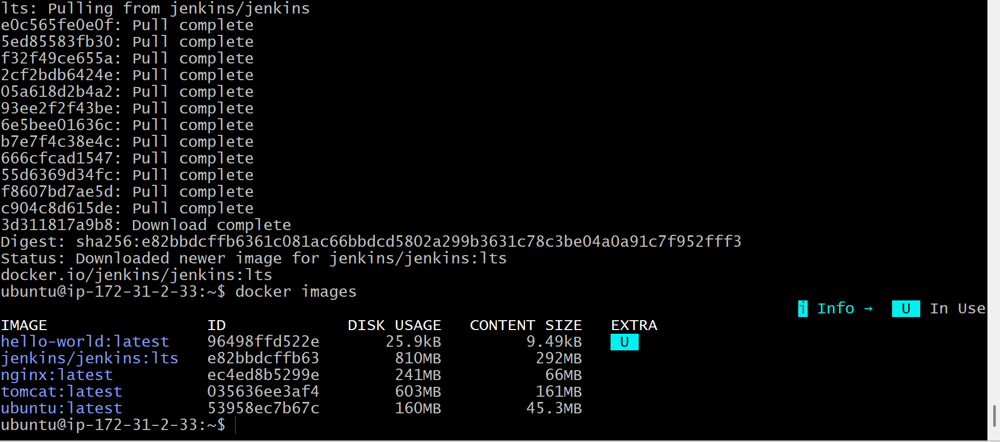 lts: Pulling from jenkins/jenkins
e0c565fe0e0f: Pull complete
5ed85583fb30: Pull complete
f32f49ce655a: Pull complete
2cf2bdb6424e: Pull complete
05a618d2b4a2: Pull complete
93ee2f2f43be: Pull complete
6e5bee01636c: Pull complete
b7e7f4c38e4c: Pull complete
666cfcad1547: Pull complete
55d6369d34fc: Pull complete
f8607bd7ae5d: Pull complete
c904c8d615de: Pull complete
3d311817a9b8: Download complete
Digest: sha256:e82bbdcffb6361c081ac66bbdcd5802a299b3631c78c3be04a0a91c7f952fff3
Status: Downloaded newer image for jenkins/jenkins:lts
docker.io/jenkins/jenkins:lts
ubuntu@ip-172-31-2-33:~$ docker images
i Info → U In Use
IMAGE ID DISK USAGE CONTENT SIZE EXTRA
hello-world:latest 96498ffd522e 25.9kB 9.49kB U
jenkins/jenkins:lts e82bbdcffb63 810MB 292MB
nginx:latest ec4ed8b5299e 241MB 66MB
tomcat:latest 035636ee3af4 603MB 161MB
ubuntu:latest 53958ec7b67c 160MB 45.3MB
ubuntu@ip-172-31-2-33:~$